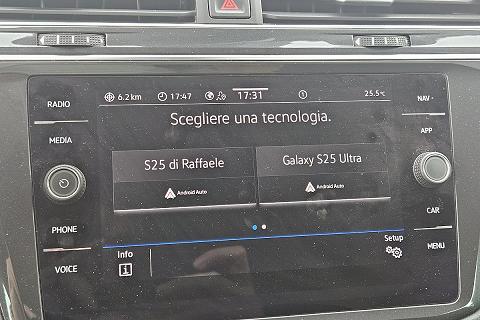 RADIO
MEDIA
PHONE
VOICE
6.2 km 17:47 17:31 1 25.5°C
Scegliere una tecnologia.
S25 di Raffaele Galaxy S25 Ultra
Android Auto Android Auto
Info Setup
NAV
APP
CAR
MENU